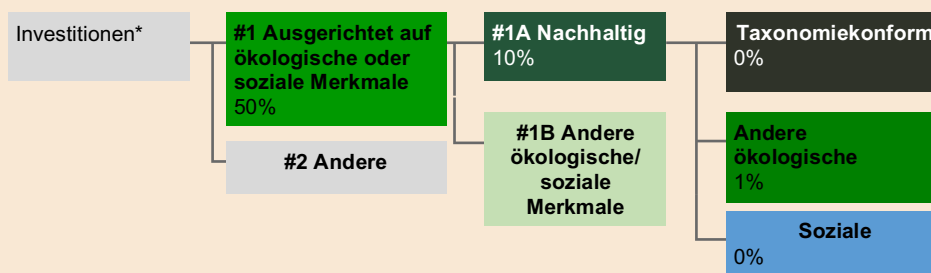 Investitionen*
#1 Ausgerichtet auf
ökologische oder
soziale Merkmale
50%
#2 Andere
#1A Nachhaltig
10%
#1B Andere
ökologische/
soziale
Merkmale
Taxonomiekonform
0%
Andere
ökologische
1%
Soziale
0%